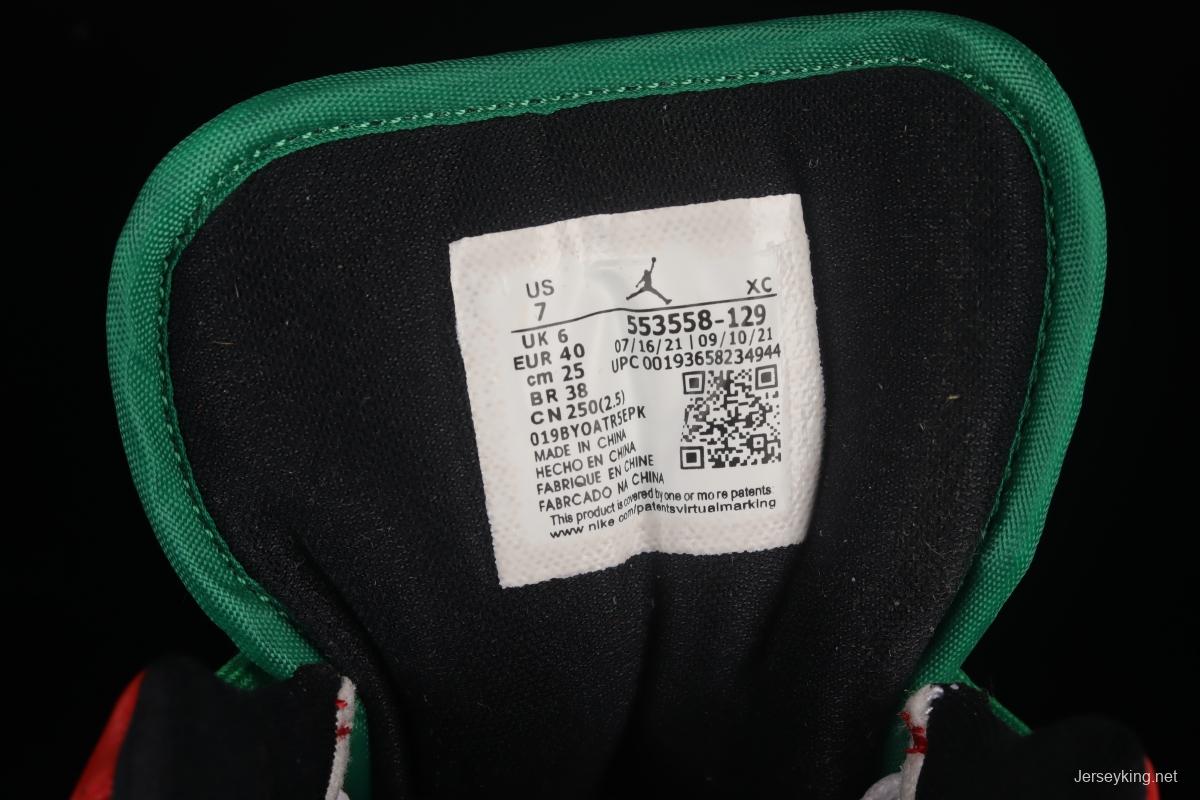 US
7
XC
UK 6
EUR 40
cm 25
BR 38
CN 250(2.5)
553558-129
07/16/21 | 09/10/21
UPC 00193658234944
019BYOATR5EPK
MADE IN CHINA
HECHO EN CHINA
FABRIQUE EN CHINE
FABRCADO NA CHINA
This product is covered by one or more patents
www.nike com/patentsvirtualmarking
Jerseyking.net